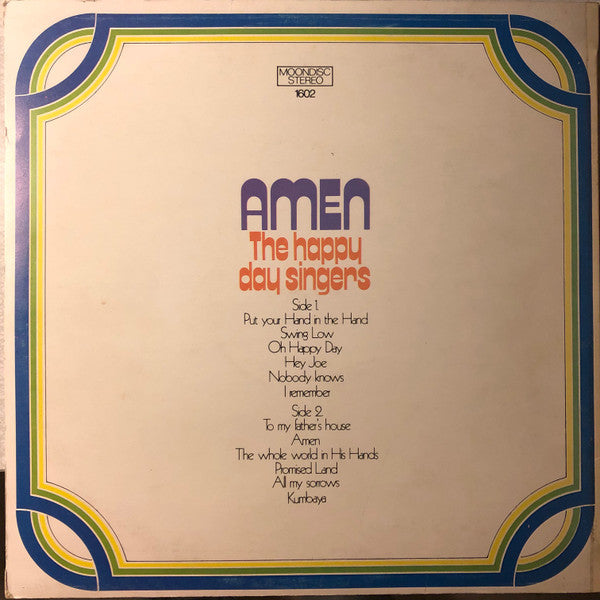 MOONDISC
STEREO
1602
AMEN
The happy
day singers
Side 1
Put your Hand in the Hand
Swing Low
Oh Happy Day
Hey Joe
Nobody knows
I remember
Side 2
To my father's house
Amen
The whole world in His Hands
Promised Land
All my sorrows
Kumbaya